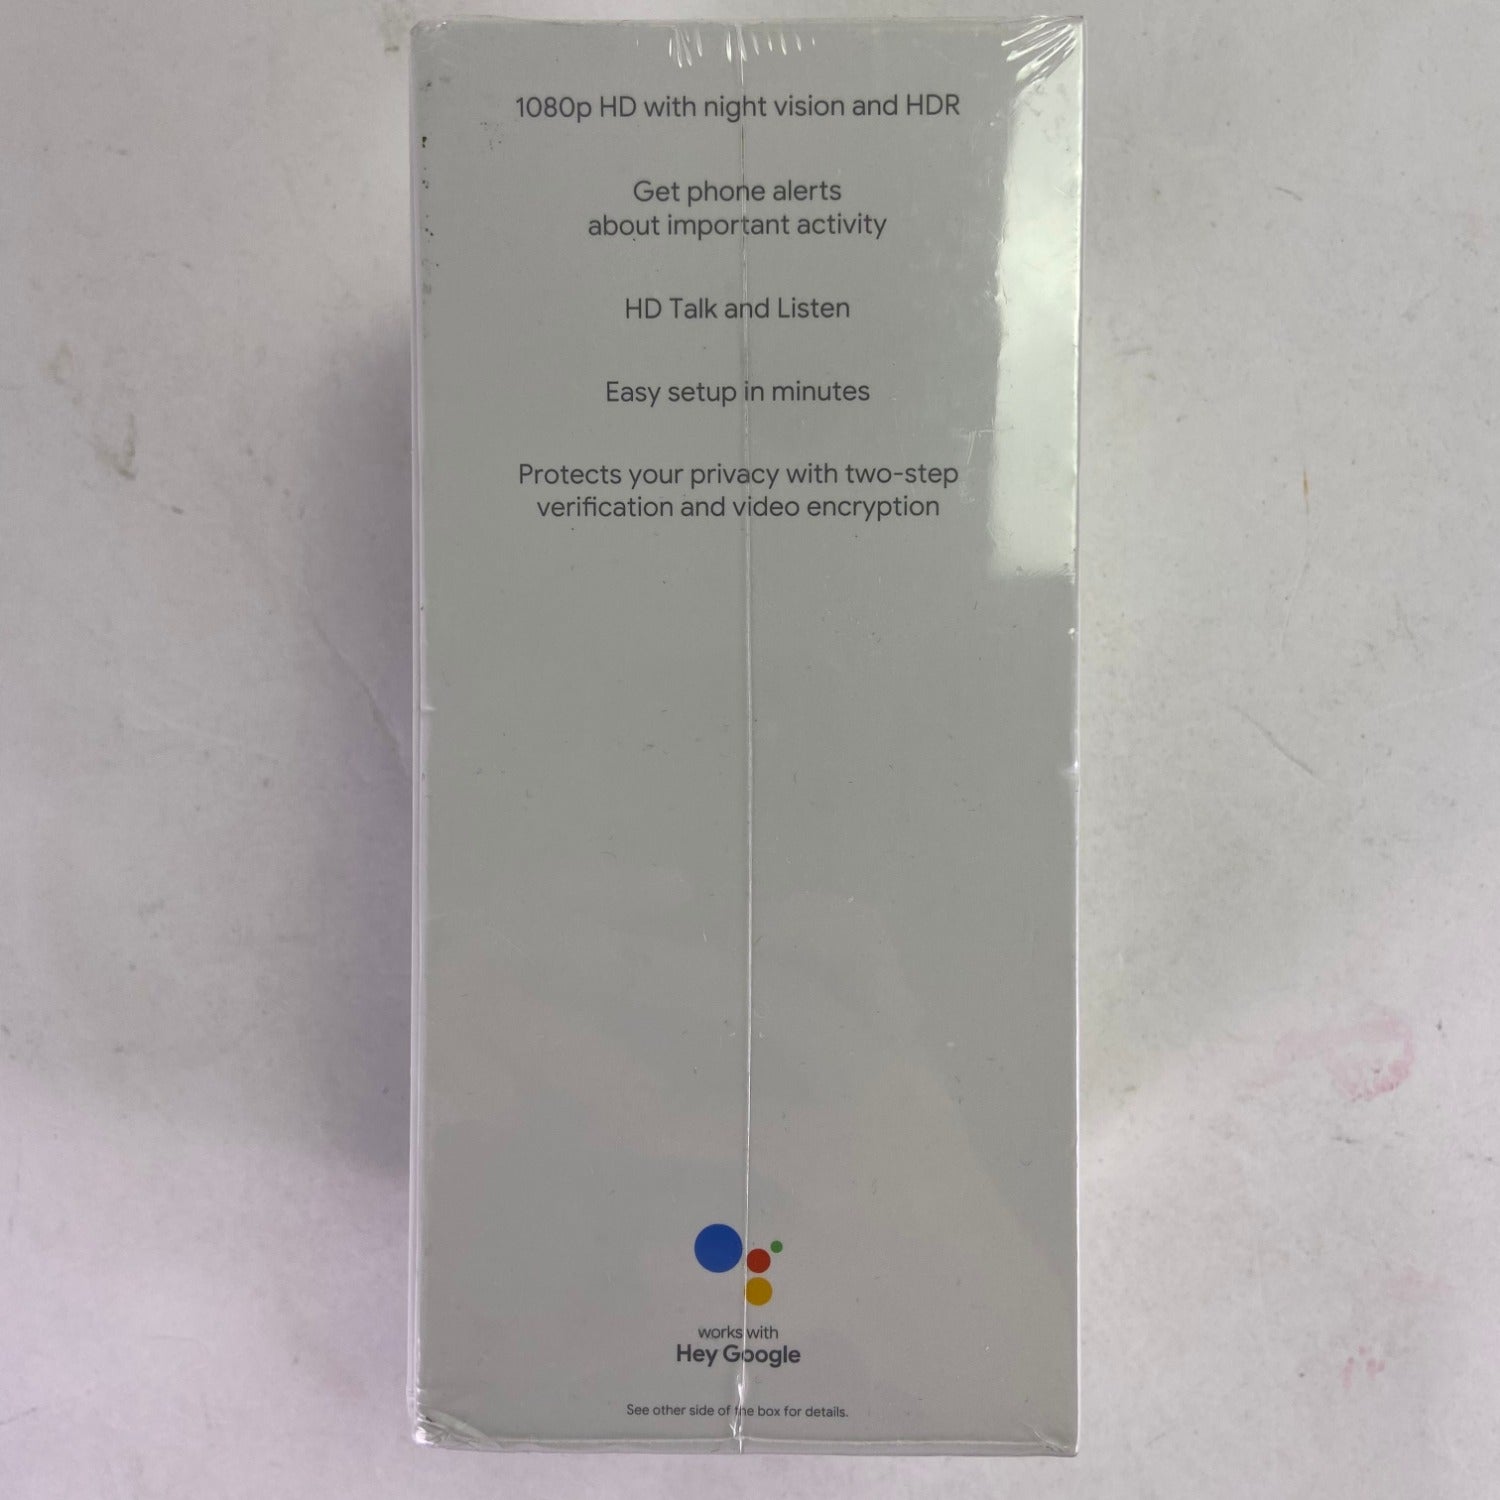 1080p HD with night vision and HDR
Get phone alerts
about important activity
HD Talk and Listen
Easy setup in minutes
Protects your privacy with two-step
verification and video encryption
works with
Hey Google
See other side of the box for details.